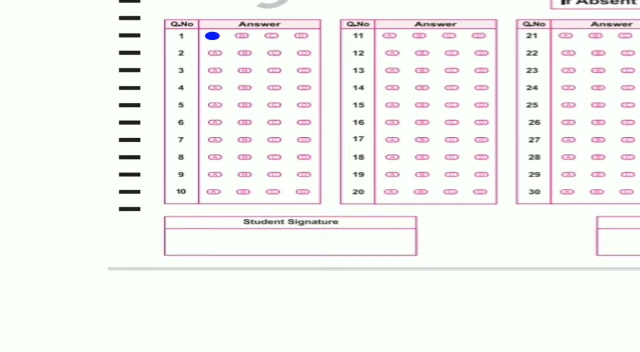 If Absent
Q.No Answer Q.No Answer Q.No Answer
1 B C D 11 A B C D 21 A B C
2 A B C D 12 A B C D 22 A B C
3 A B C D 13 A B C D 23 A B C
4 A B C D 14 A B C D 24 A B C
5 A B C D 15 A B C D 25 A B C
6 A B C D 16 A B C D 26 A B C
7 A B C D 17 A B C D 27 A B C
8 A B C D 18 A B C D 28 A B C
9 A B C D 19 A B C D 29 A B C
10 A B C D 20 A B C D 30 A B C
Student Signature